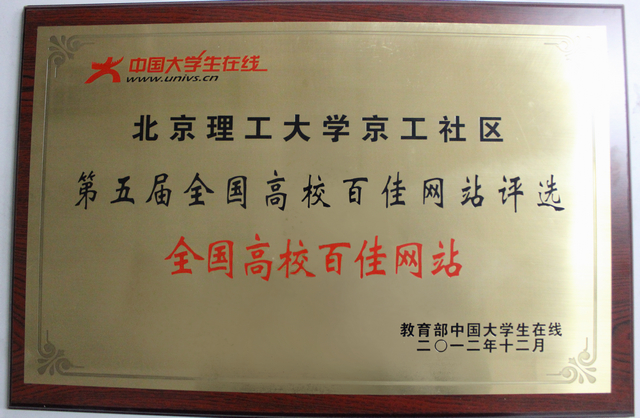 中国大学生在线
www.univs.cn
北京理工大学京工社区
第五届全国高校百佳网站评选
全国高校百佳网站
教育部中国大学生在线
二〇一二年十二月